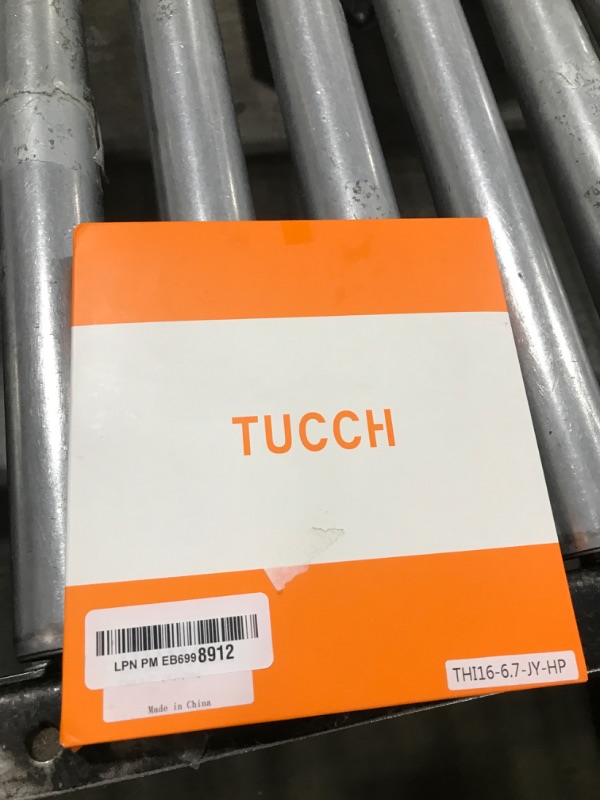 TUCCH
LPN PM EB6998912
Made in China
THI16-6.7-JY-HP